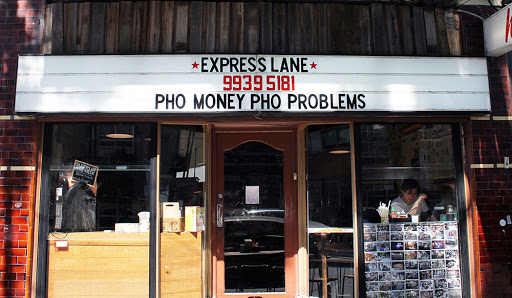 ★EXPRESS LANE★
9939 5181
PHO MONEY PHO PROBLEMS